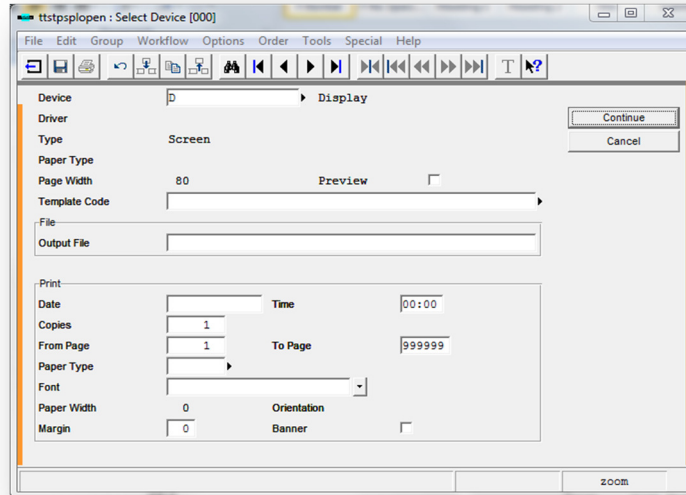 ttstpsplopen : Select Device [000]
File Edit Group Workflow Options Order Tools Special Help
T ?
Device D Display
Continue
Driver
Type Screen
Cancel
Paper Type
Page Width 80 Preview
Template Code
File
Output File
Print
Date Time 00:00
Copies 1
From Page 1 To Page 999999
Paper Type
Font
Paper Width 0 Orientation
Margin 0 Banner
zoom